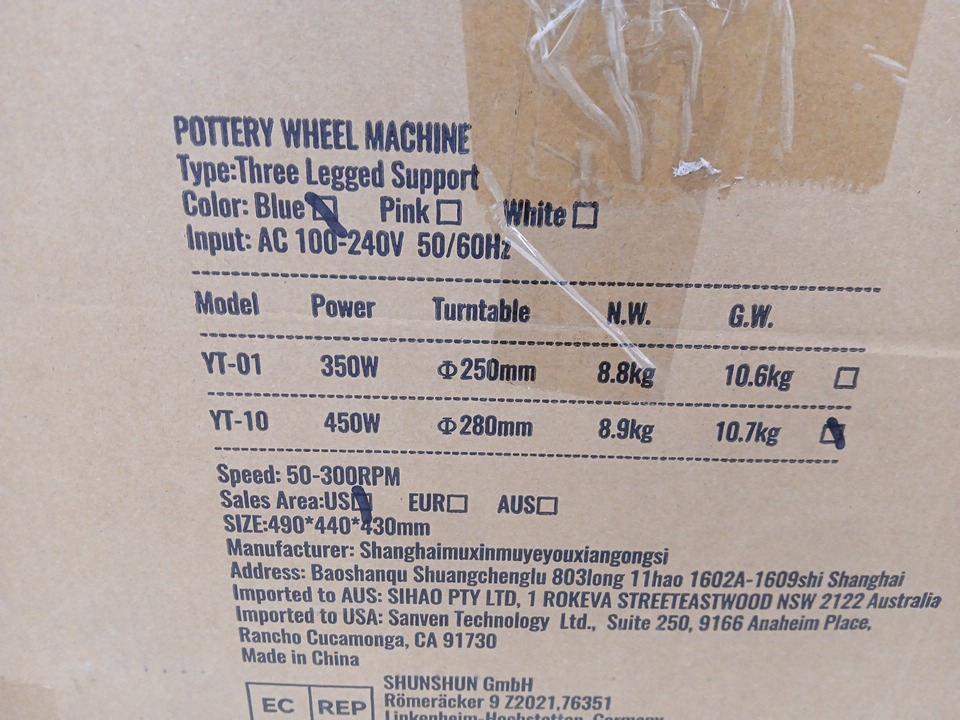 POTTERY WHEEL MACHINE
Type:Three Legged Support
Color: Blue Pink White
Input: AC 100-240V 50/60Hz
Model Power Turntable N.W. G.W.
YT-01 350W Φ250mm 8.8kg 10.6kg
YT-10 450W Φ280mm 8.9kg 10.7kg
Speed: 50-300RPM
Sales Area:US EUR AUS
SIZE:490*440*430mm
Manufacturer: Shanghaimuxinmuyeyouxiangongsi
Address: Baoshanqu Shuangchenglu 803long 11hao 1602A-1609shi Shanghai
Imported to AUS: SIHAO PTY LTD, 1 ROKEVA STREETEASTWOOD NSW 2122 Australia
Imported to USA: Sanven Technology Ltd., Suite 250, 9166 Anaheim Place,
Rancho Cucamonga, CA 91730
Made in China
EC REP
SHUNSHUN GmbH
Römeräcker 9 Z2021,76351
Linkenheim-Hochstetten, Germany